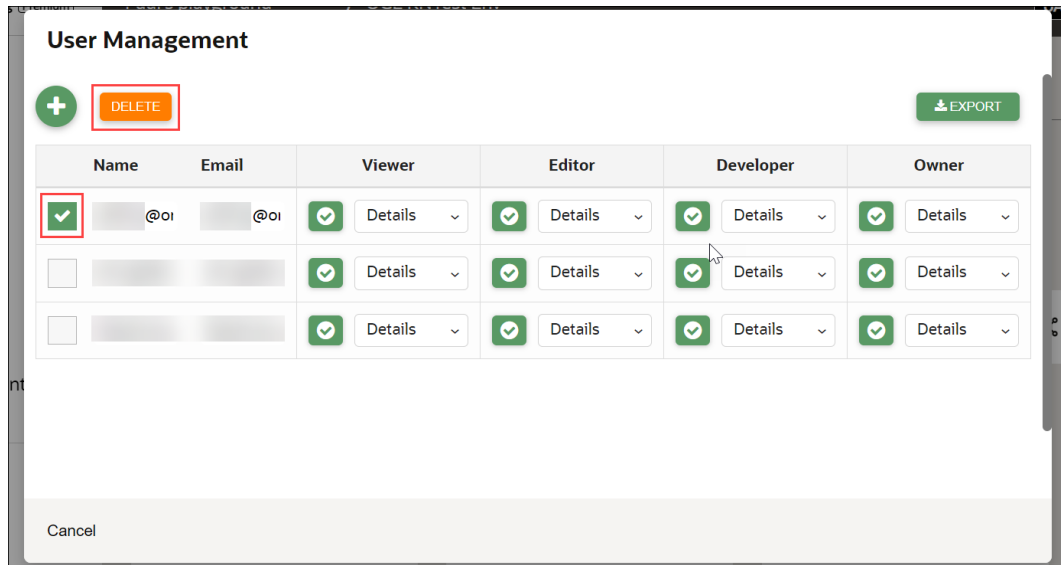 User Management
DELETE
EXPORT
Name Email Viewer Editor Developer Owner
@or @or Details Details Details Details
Details Details Details Details
Details Details Details Details
nt
Cancel